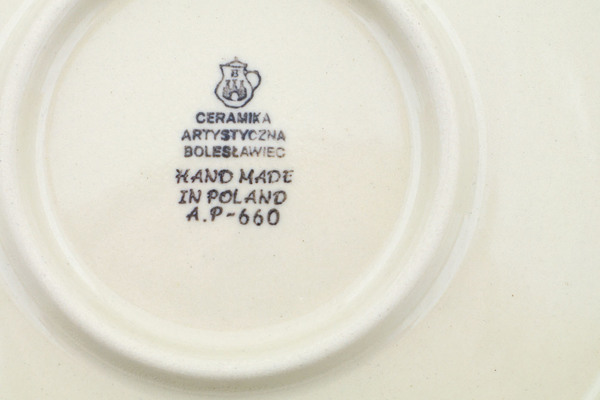 B
CERAMIKA
ARTYSTYCZNA
BOLESŁAWIEC
HAND MADE
IN POLAND
A.P-660